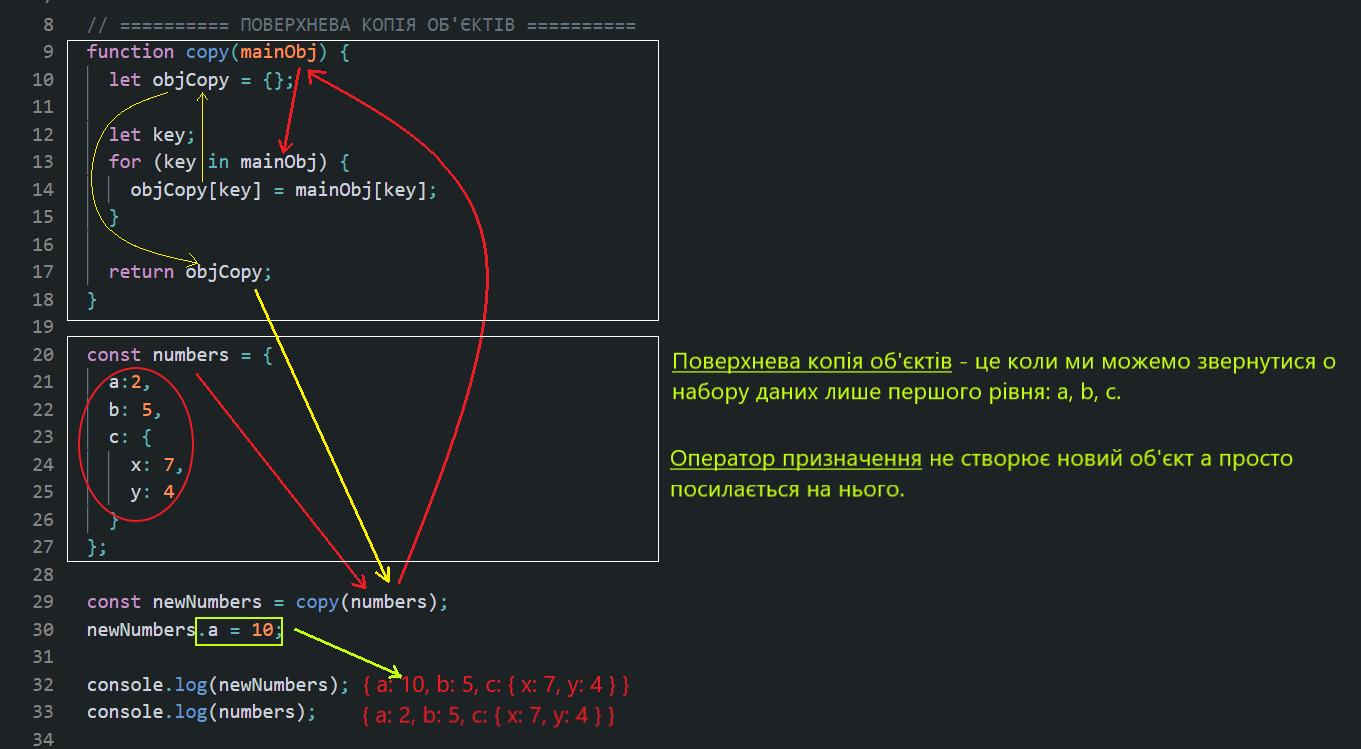 8 // ========== ПОВЕРХНЕВА КОПІЯ ОБ'ЄКТІВ ==========
9 function copy(mainObj) {
10 let objCopy = {};
11
12 let key;
13 for (key in mainObj) {
14 objCopy[key] = mainObj[key];
15 }
16
17 return objCopy;
18 }
19
20 const numbers = {
21 a:2,
22 b: 5,
23 c: {
24 x: 7,
25 y: 4
26 }
27 };
28
29 const newNumbers = copy(numbers);
30 newNumbers.a = 10;
31
32 console.log(newNumbers); { a: 10, b: 5, c: { x: 7, y: 4 } }
33 console.log(numbers); { a: 2, b: 5, c: { x: 7, y: 4 } }
34
Поверхнева копія об'єктів - це коли ми можемо звернутися о
набору даних лише першого рівня: a, b, c.
Оператор призначення не створює новий об'єкт а просто
посилається на нього.